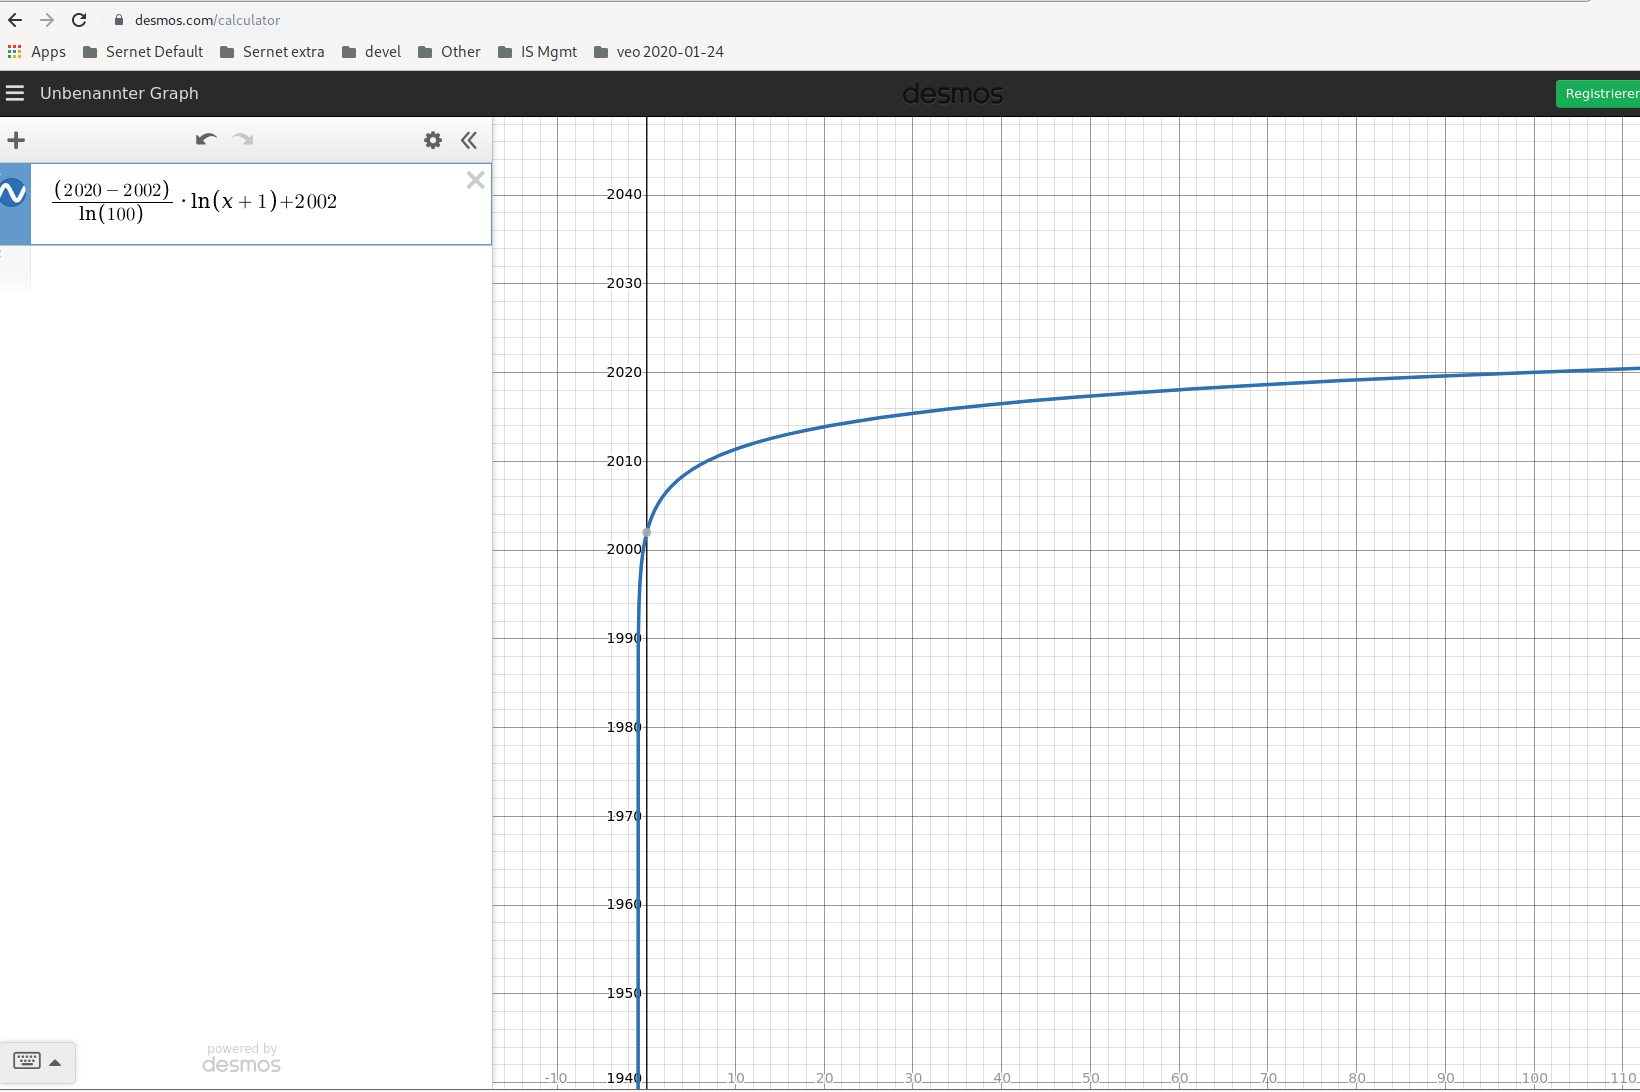 desmos.com/calculator
Apps Sernet Default Sernet extra devel Other IS Mgmt veo 2020-01-24
Unbenannter Graph desmos Registrieren
(2020 − 2002)
ln(100)
· ln(x + 1)+2002
2040
2030
2020
2010
2000
1990
1980
1970
1960
1950
1940
-10 10 20 30 40 50 60 70 80 90 100 110
powered by
desmos